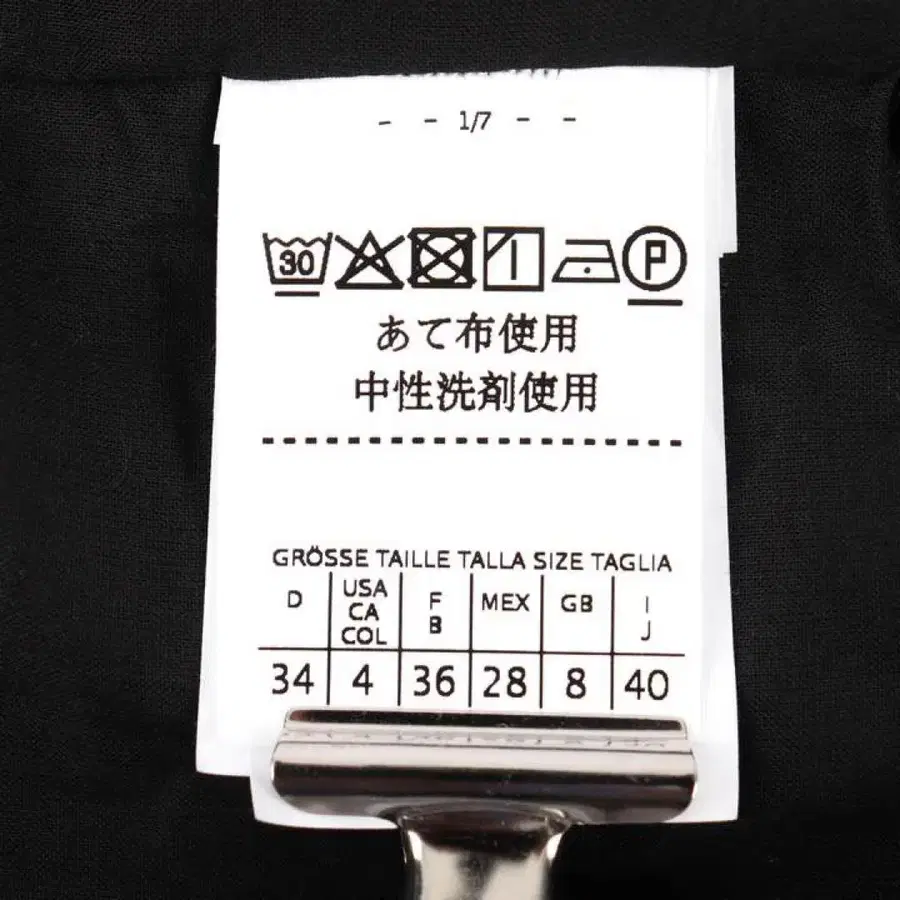 - - 1/7 - -
30 P
あて布使用
中性洗剤使用
GRÖSSE TAILLE TALLA SIZE TAGLIA
D USA CA COL F B MEX GB I J
34 4 36 28 8 40